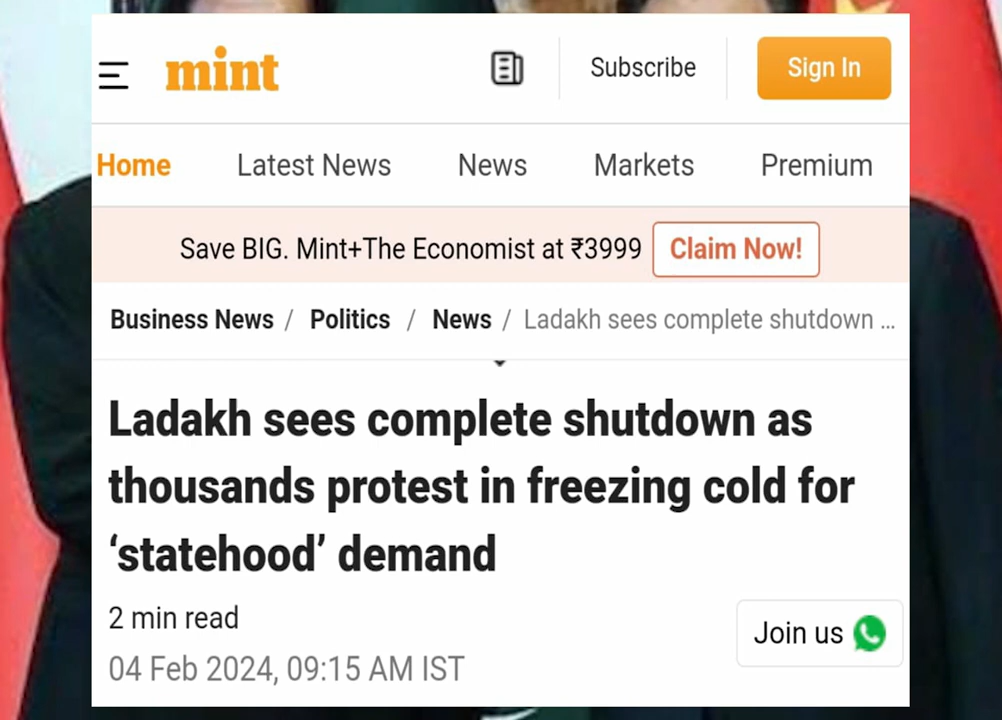 mint
Subscribe
Sign In
Home
Latest News
News
Markets
Premium
Save BIG. Mint+The Economist at ₹3999
Claim Now!
Business News / Politics / News / Ladakh sees complete shutdown ...
Ladakh sees complete shutdown as
thousands protest in freezing cold for
‘statehood’ demand
2 min read
Join us
04 Feb 2024, 09:15 AM IST